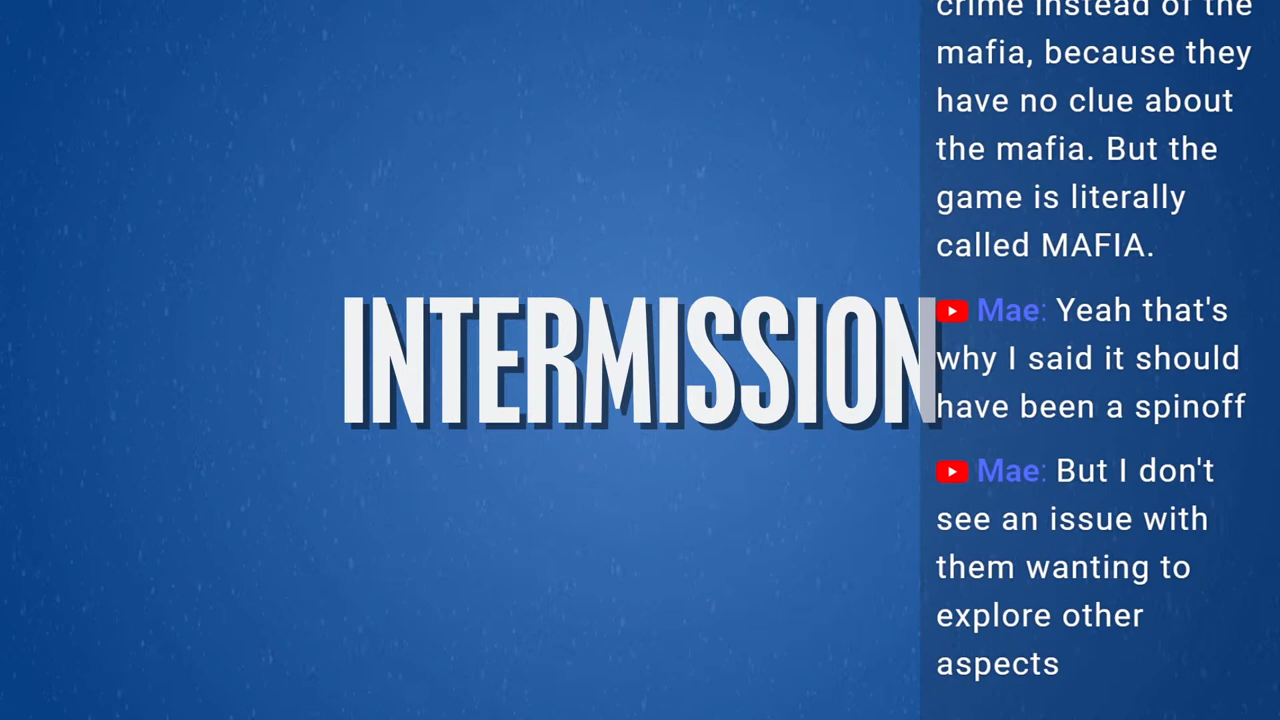 crime instead of the
mafia, because they
have no clue about
the mafia. But the
game is literally
called MAFIA.
INTERMISSION
Mae: Yeah that's
why I said it should
have been a spinoff
Mae: But I don't
see an issue with
them wanting to
explore other
aspects